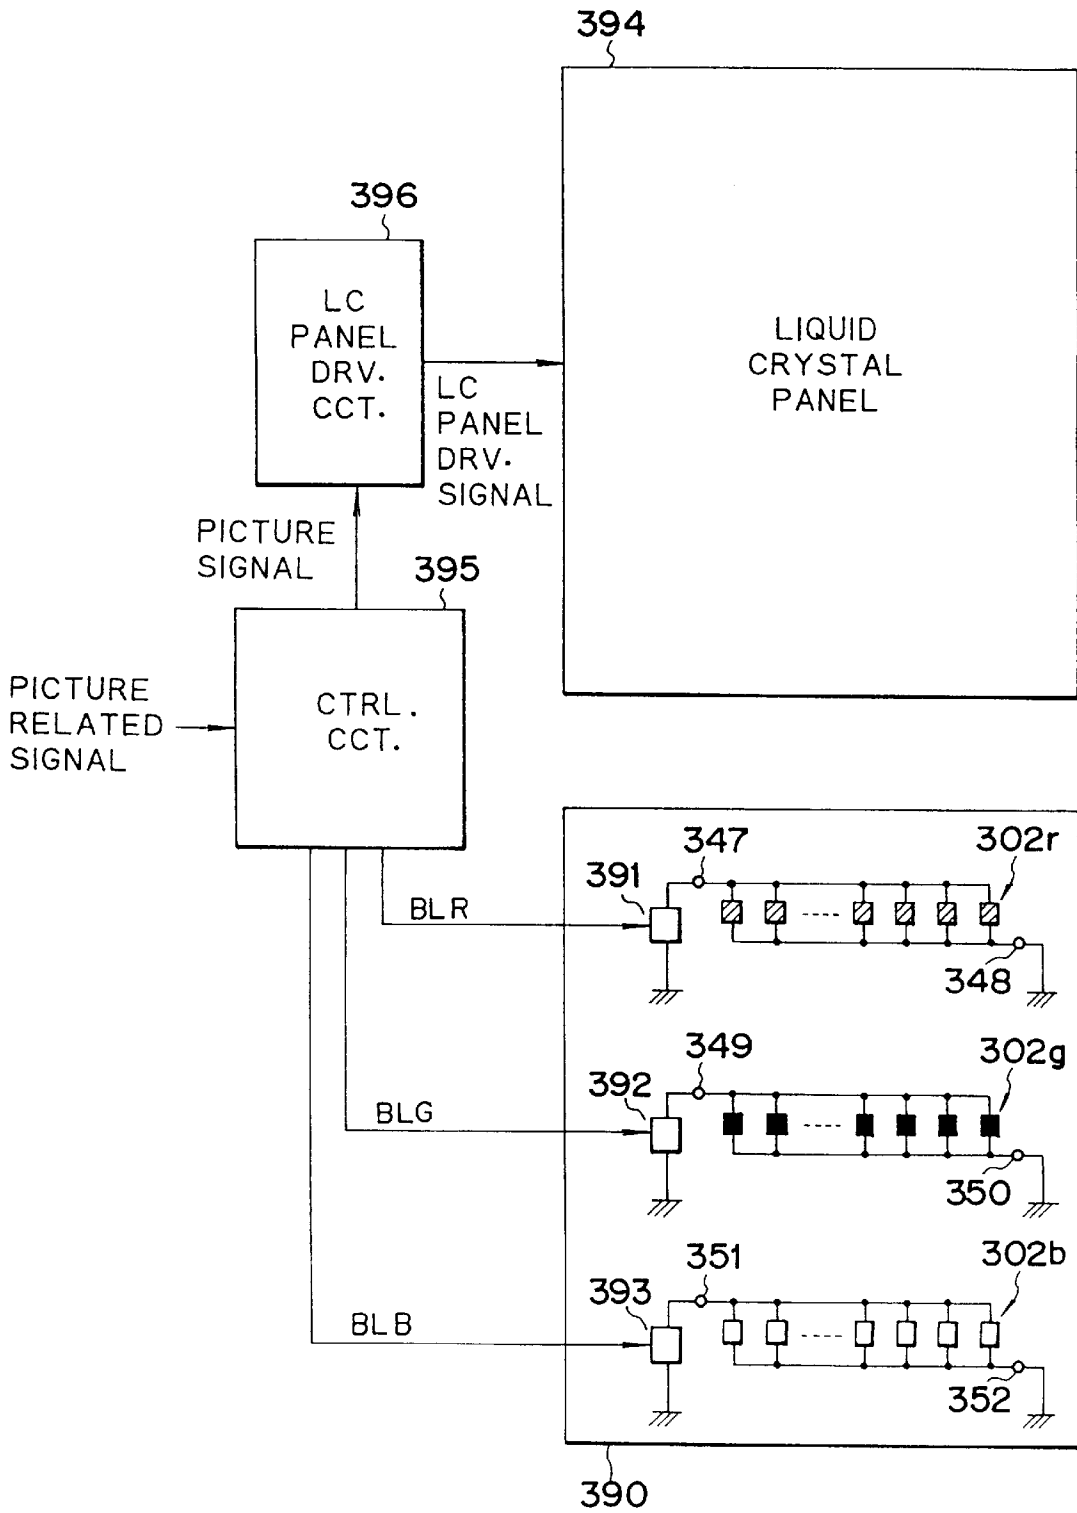 394
396
LC
PANEL
DRV.
CCT.
LIQUID
CRYSTAL
PANEL
LC
PANEL
DRV.
SIGNAL
PICTURE
SIGNAL
395
PICTURE
RELATED
SIGNAL
CTRL.
CCT.
347
302r
391
BLR
348
349
302g
392
BLG
350
351
302b
393
BLB
352
390